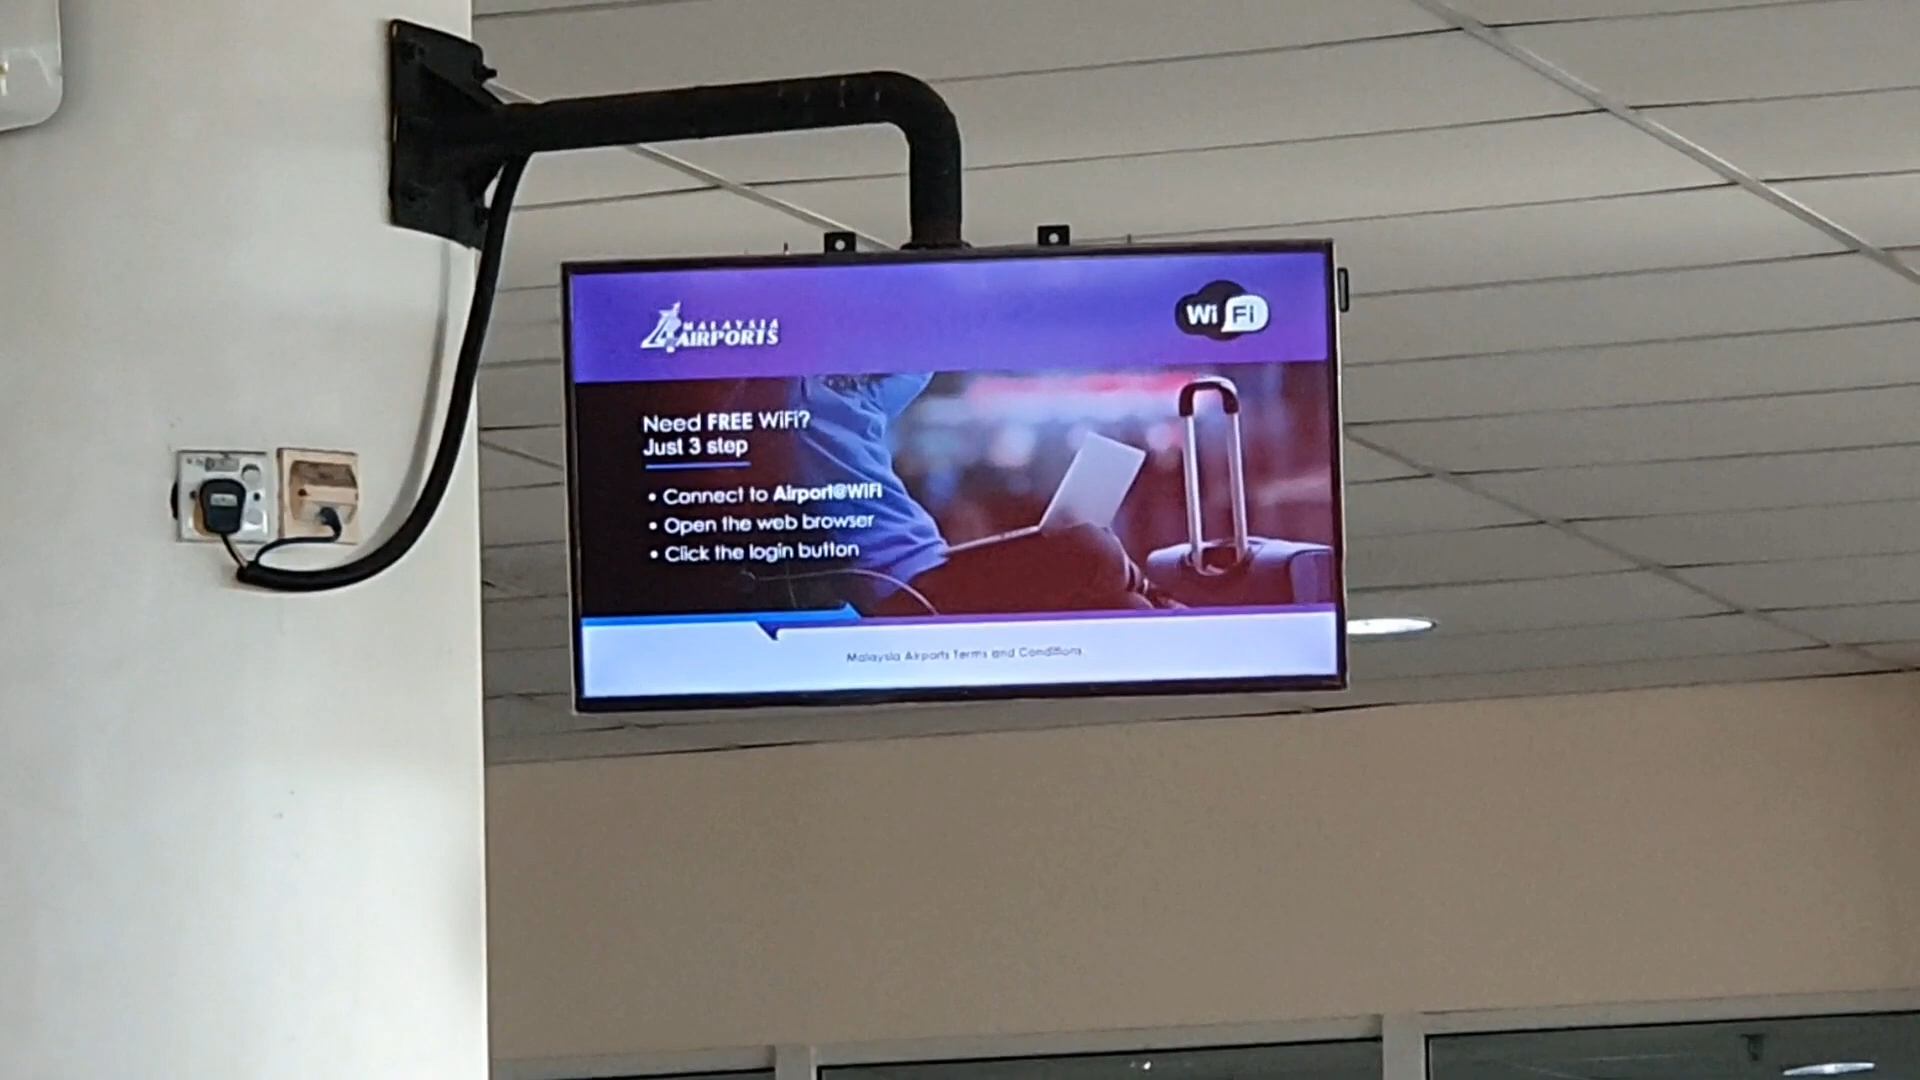 MALAYSIA
AIRPORTS
Wi Fi
Need FREE WiFi?
Just 3 step
• Connect to Airport@WiFi
• Open the web browser
• Click the login button
Malaysia Airports Terms and Conditions